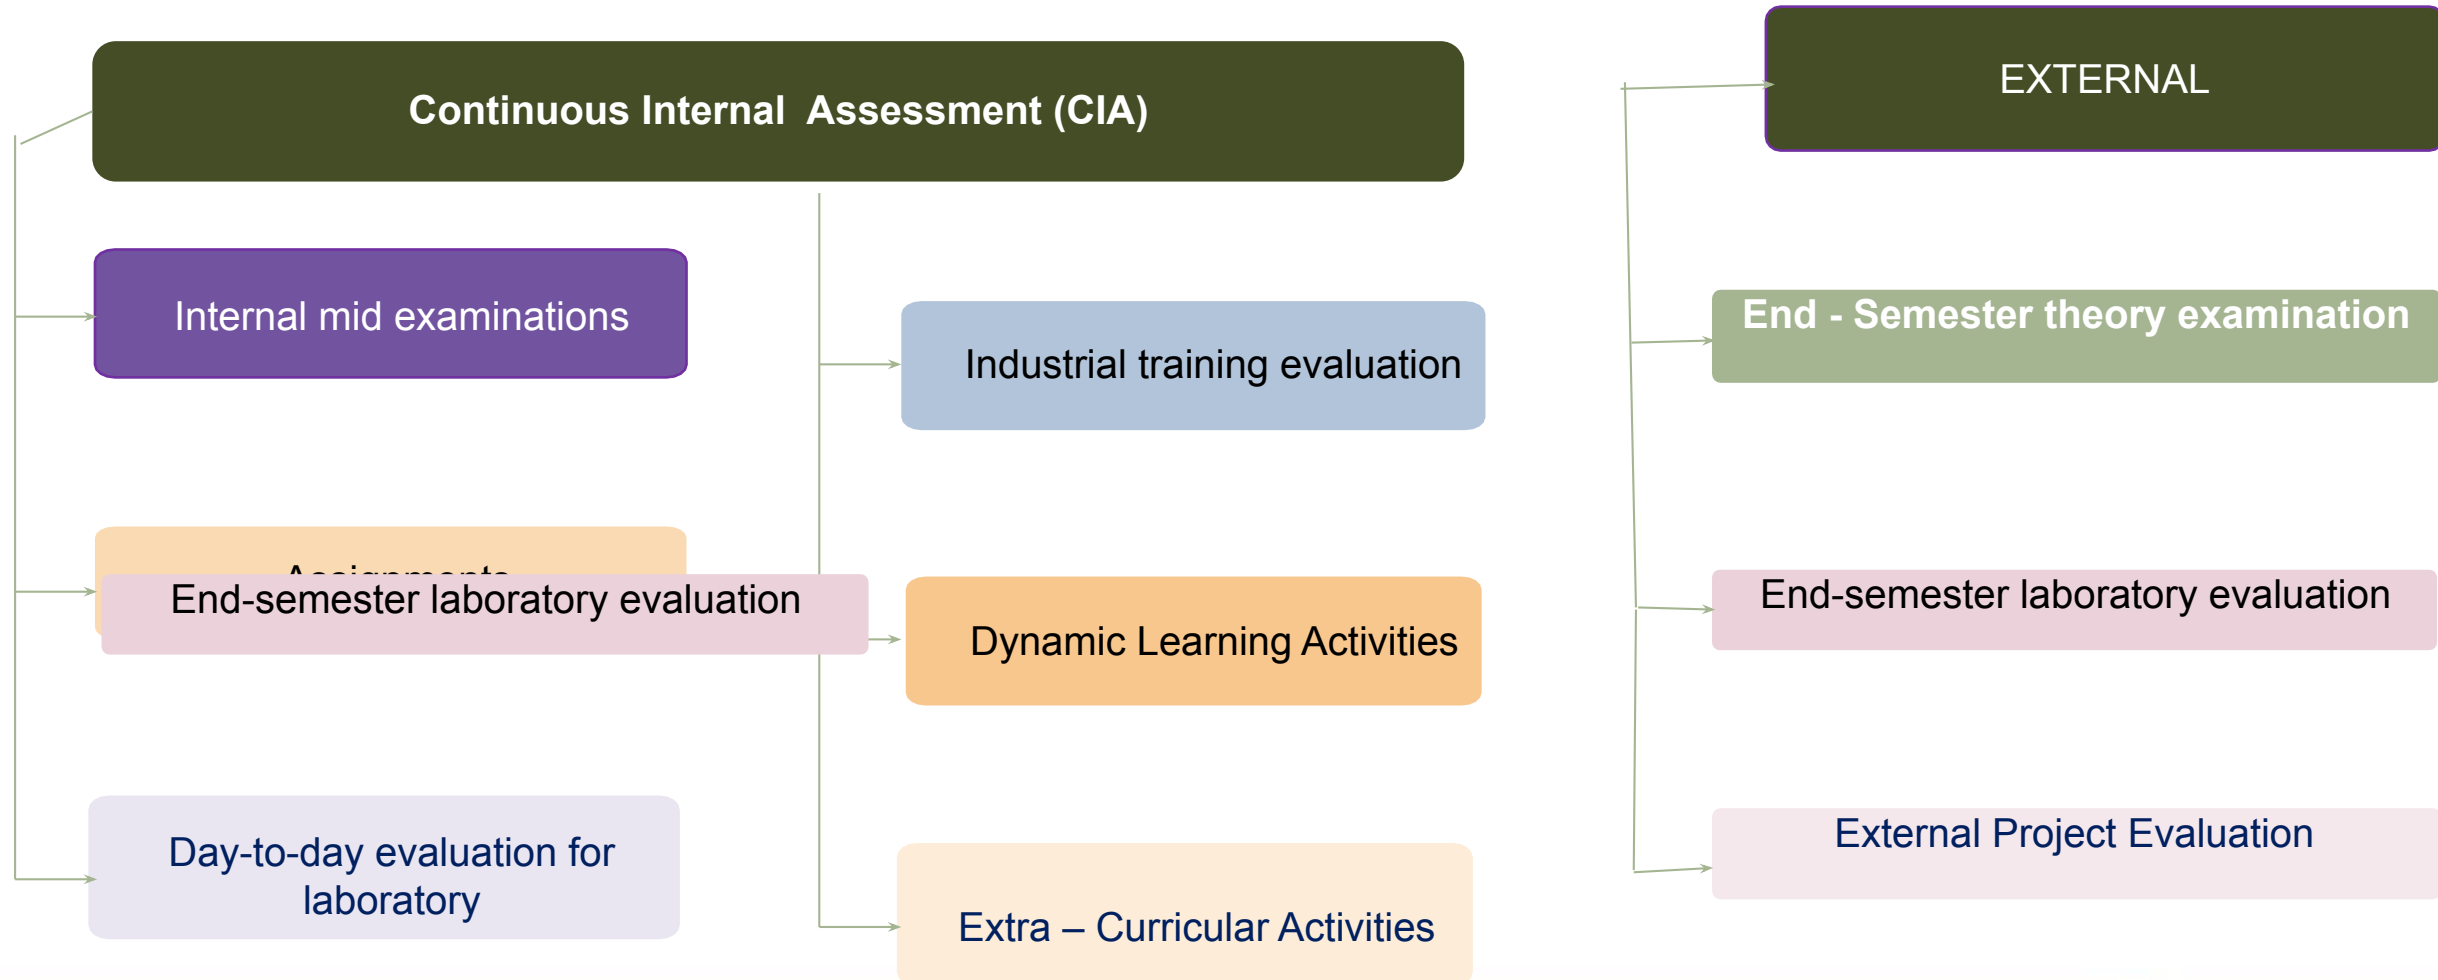 Continuous Internal  Assessment (CIA)
EXTERNAL
Internal mid examinations
Industrial training evaluation
End - Semester theory examination
End-semester laboratory evaluation
Dynamic Learning Activities
End-semester laboratory evaluation
Day-to-day evaluation for
laboratory
Extra – Curricular Activities
External Project Evaluation